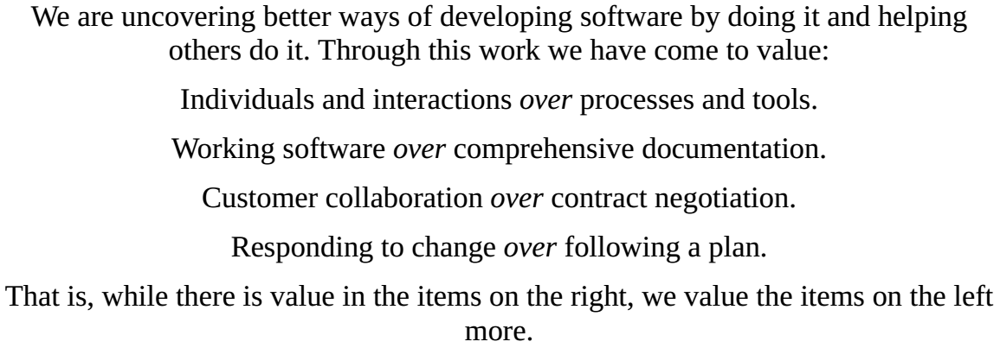 We are uncovering better ways of developing software by doing it and helping
others do it. Through this work we have come to value:
Individuals and interactions over processes and tools.
Working software over comprehensive documentation.
Customer collaboration over contract negotiation.
Responding to change over following a plan.
That is, while there is value in the items on the right, we value the items on the left
more.